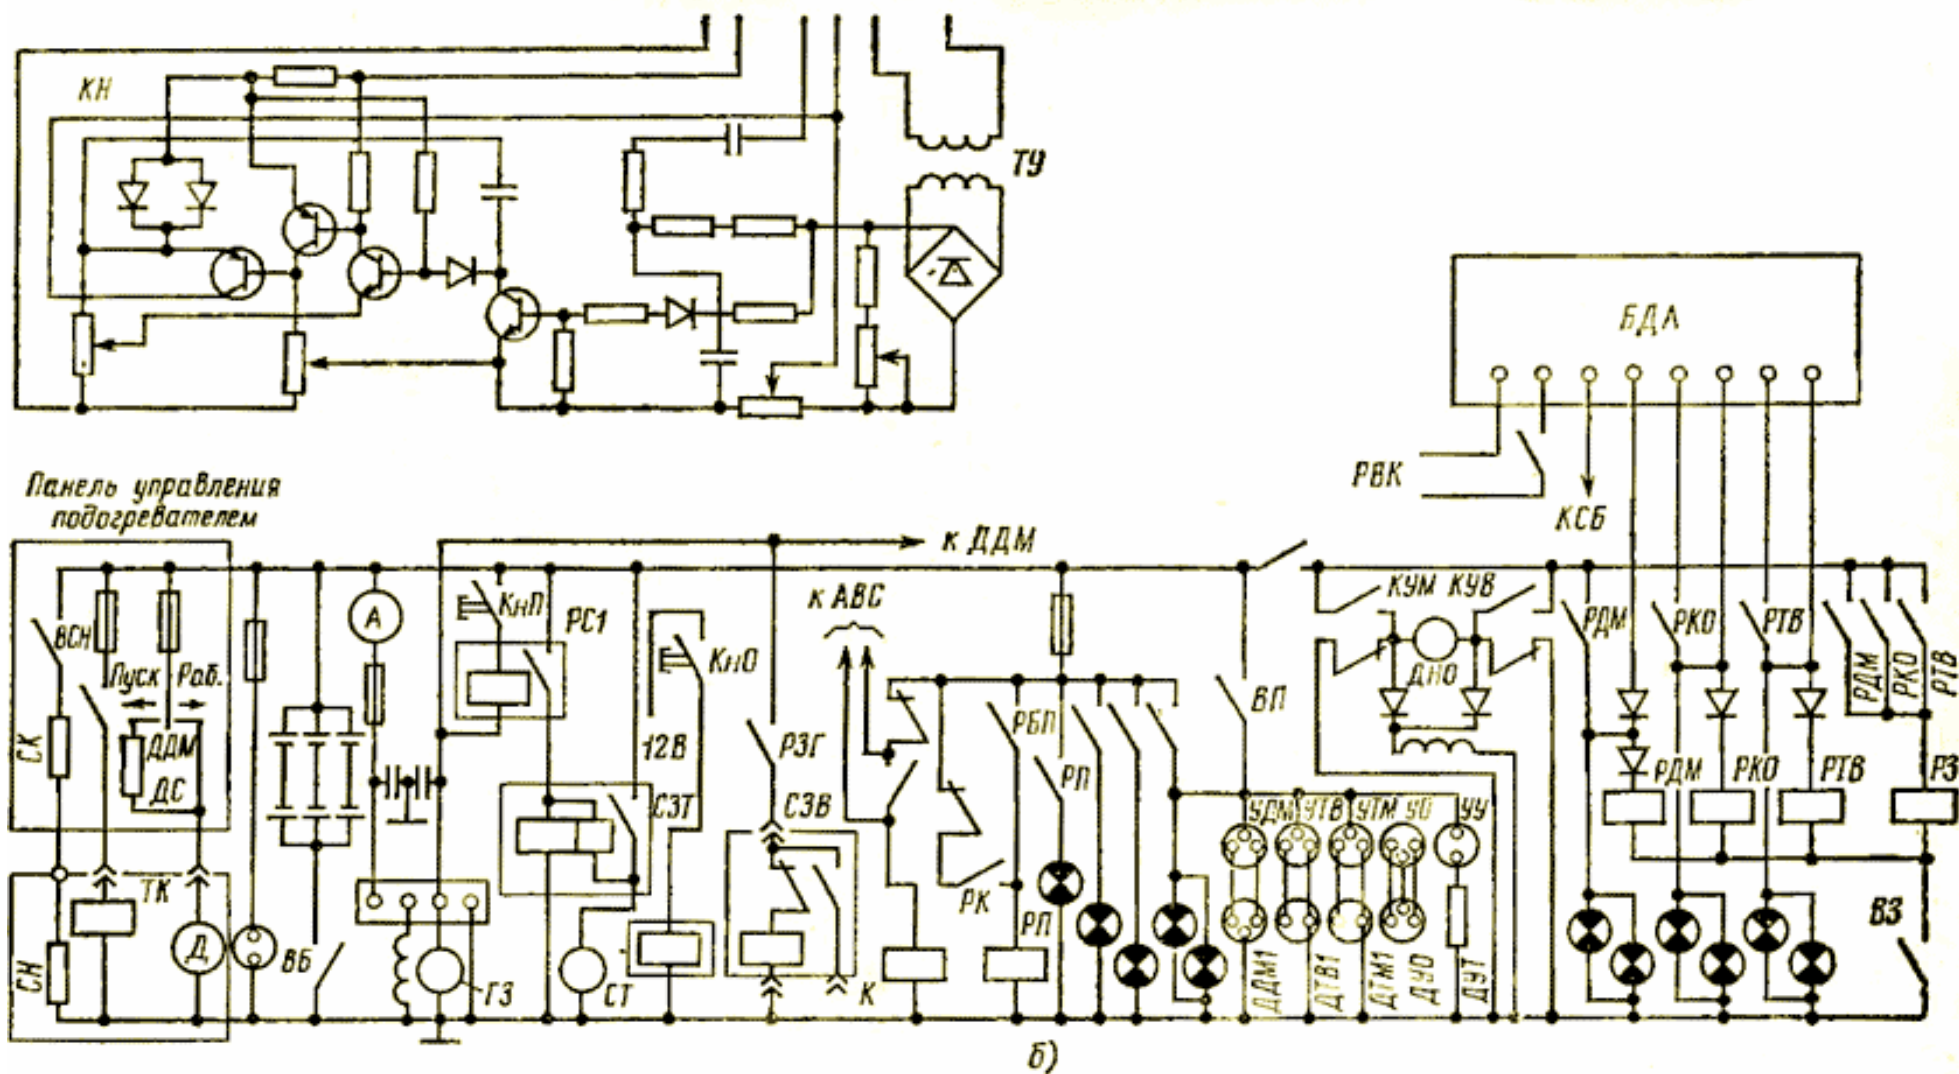 КН
ТУ
БДА
РВК
КСБ
Панель управления
подогревателем
к ДДМ
к АВС
КнП
РС1
КнО
КУМ КУВ
А
ВСН
Пуск Раб.
РДМ
РКО
РТВ
РДМ
РКО
РТВ
ДНО
СК
ДДМ
ДС
12В
РЗГ
РБП
РП
ВП
СЗТ
СЗВ
УДМ
УТВ
УТМ
УО
УУ
РДМ
РКО
РТВ
РЗ
ТК
СН
Д
ВБ
ГЗ
СТ
К
РК
РП
ДДМ1
ДТВ1
ДТМ1
ДУО
ДУТ
ВЗ
б)